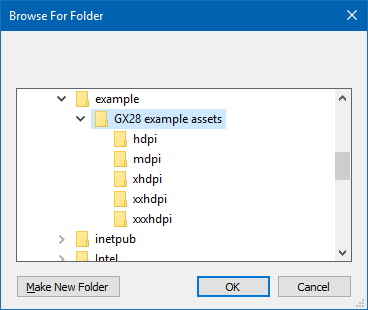 Browse For Folder
example
GX28 example assets
hdpi
mdpi
xhdpi
xxhdpi
xxxhdpi
inetpub
Intel
Make New Folder
OK
Cancel